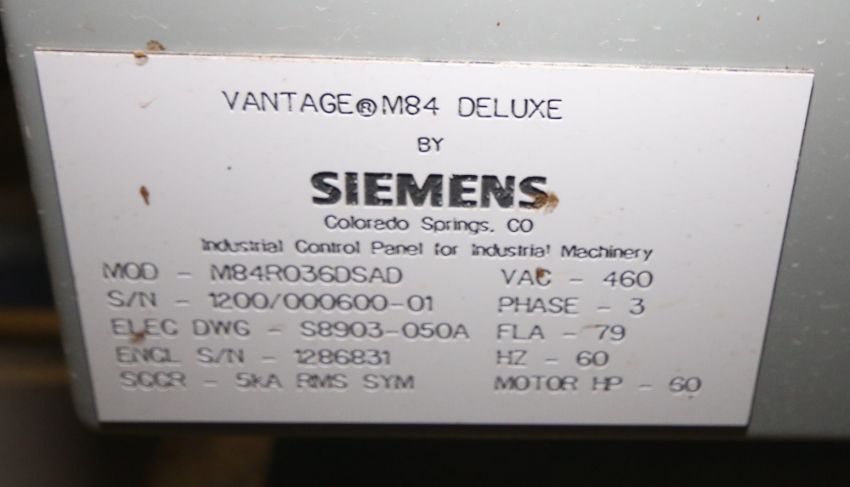 VANTAGE® M84 DELUXE
BY
SIEMENS
Colorado Springs, CO
Industrial Control Panel for Industrial Machinery
MOD - M84R036DSAD VAC - 460
S/N - 1200/000600-01 PHASE - 3
ELEC DWG - S8903-050A FLA - 79
ENCL S/N - 1286831 HZ - 60
SCCR - 5kA RMS SYM MOTOR HP - 60